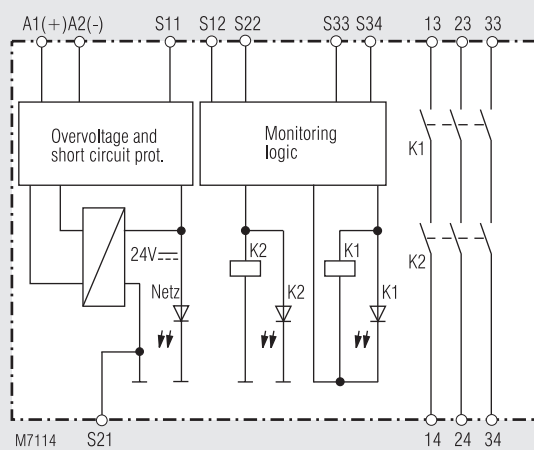 A1(+) A2(-) S11 S12 S22 S33 S34 13 23 33
Overvoltage and
short circuit prot.
Monitoring
logic
K1
24V
K2
K1
K2
Netz
K2
K1
M7114
S21
14 24 34